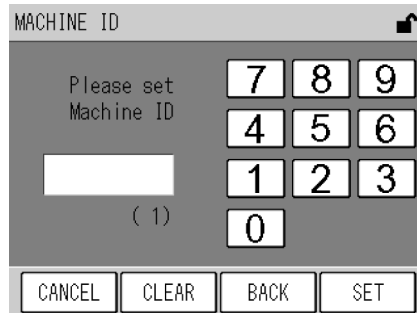 MACHINE ID
Please set
Machine ID
( 1)
7 8 9
4 5 6
1 2 3
0
CANCEL CLEAR BACK SET